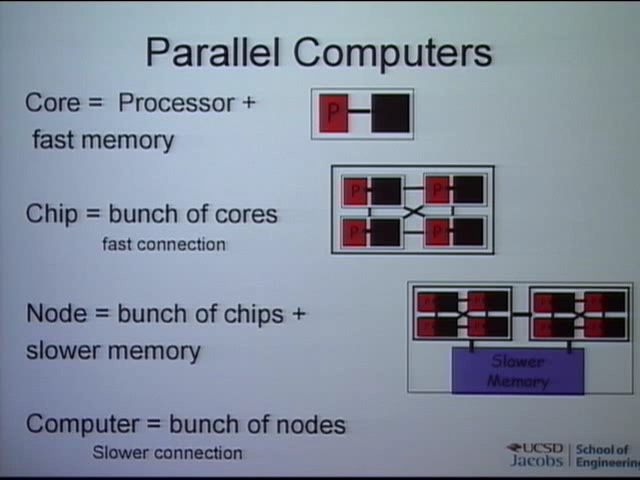 Parallel Computers
Core = Processor +
fast memory
P
Chip = bunch of cores
fast connection
P P
P P
Node = bunch of chips +
slower memory
Slower
Memory
Computer = bunch of nodes
Slower connection
UCSD
Jacobs
School of
Engineering